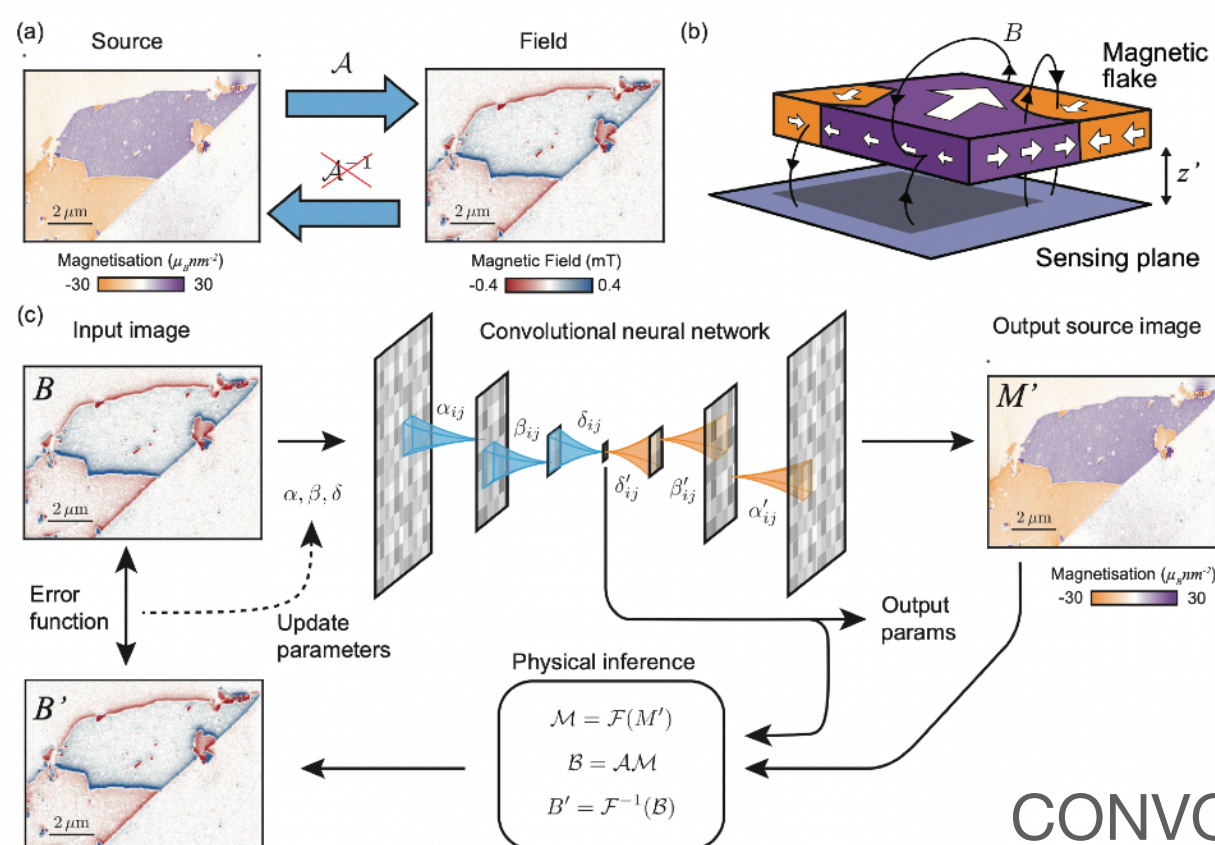 (a)
Source
Field
𝒜
𝒜⁻¹
2 μm
2 μm
Magnetisation (μ_B nm⁻²)
-30 30
Magnetic Field (mT)
-0.4 0.4
(b)
B
Magnetic
flake
z’
Sensing plane
(c)
Input image
Convolutional neural network
Output source image
B
2 μm
α_ij
β_ij
δ_ij
δ′_ij
β′_ij
α′_ij
α, β, δ
M’
2 μm
Magnetisation (μ_B nm⁻²)
-30 30
Error
function
Update
parameters
Output
params
Physical inference
ℳ = ℱ(M′)
ℬ = 𝒜ℳ
B′ = ℱ⁻¹(ℬ)
B’
2 μm
CONVO